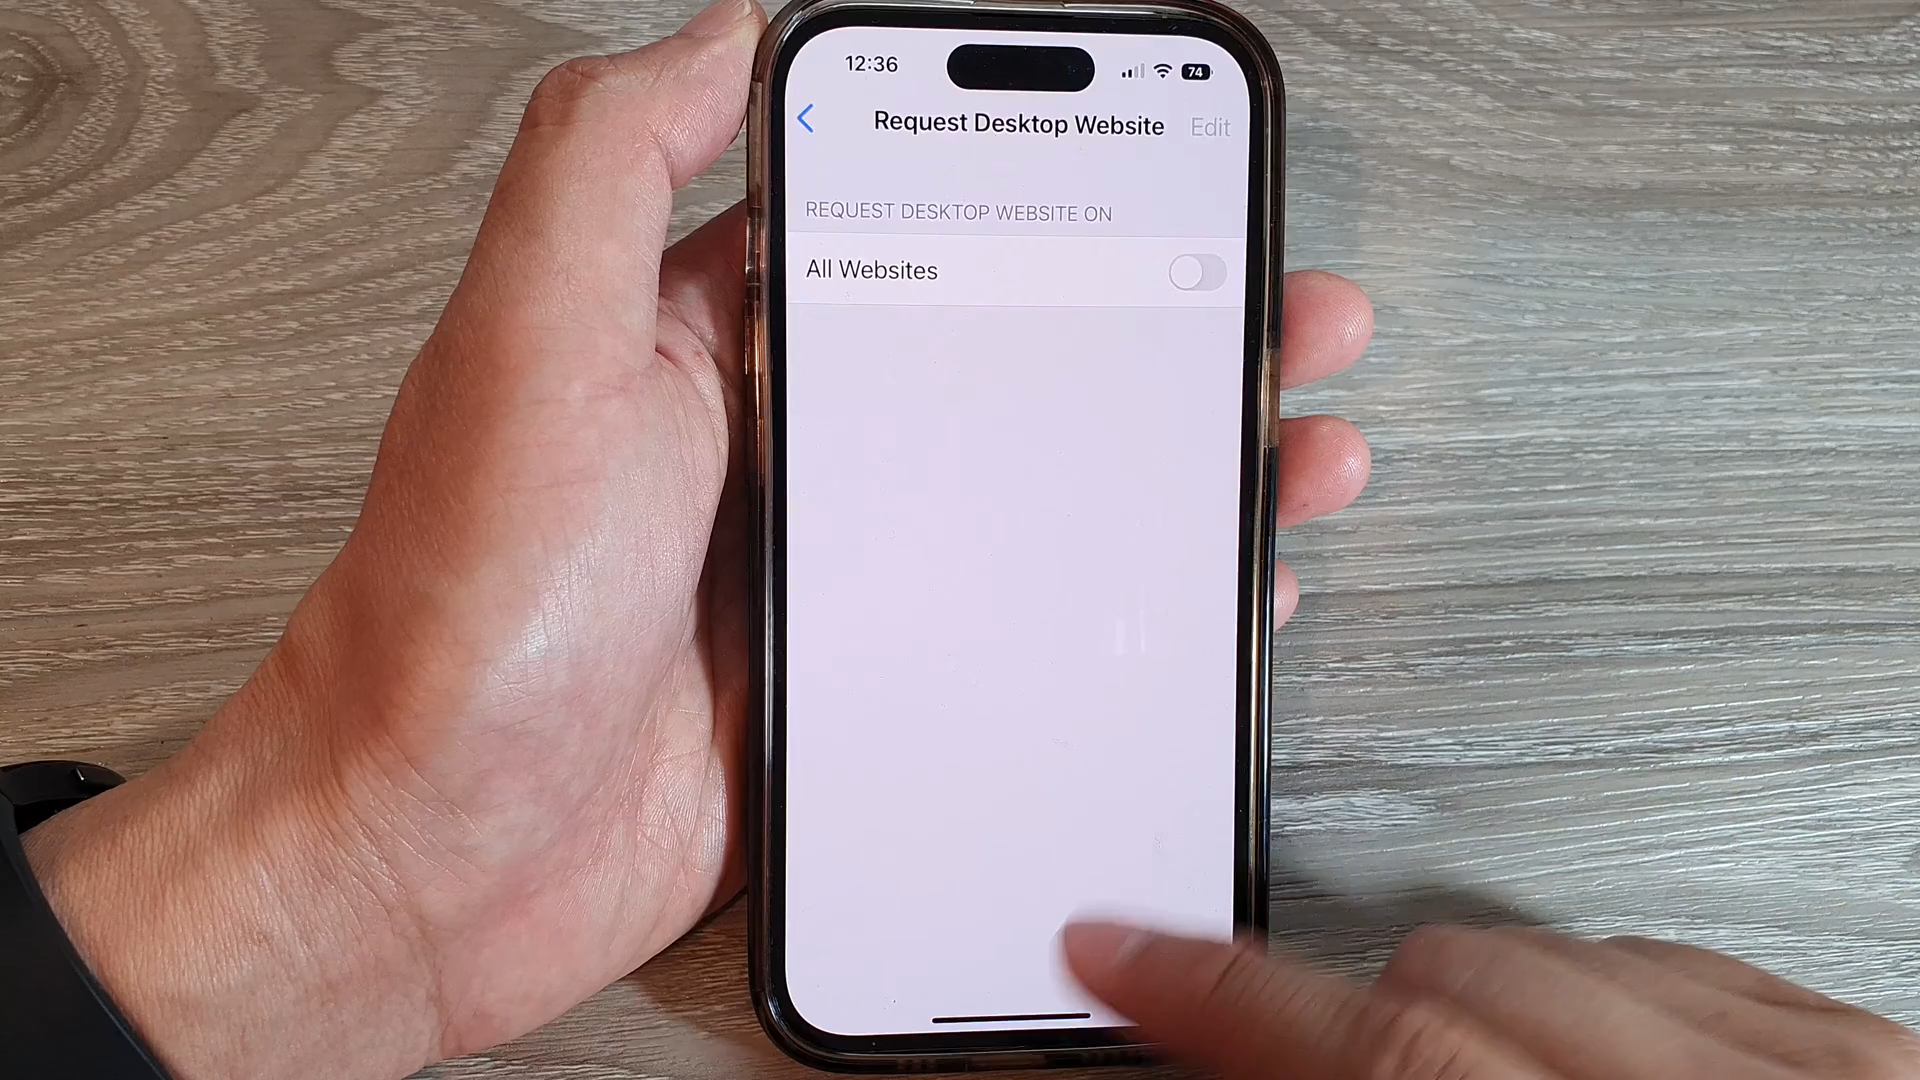 12:36
74
Request Desktop Website
Edit
REQUEST DESKTOP WEBSITE ON
All Websites